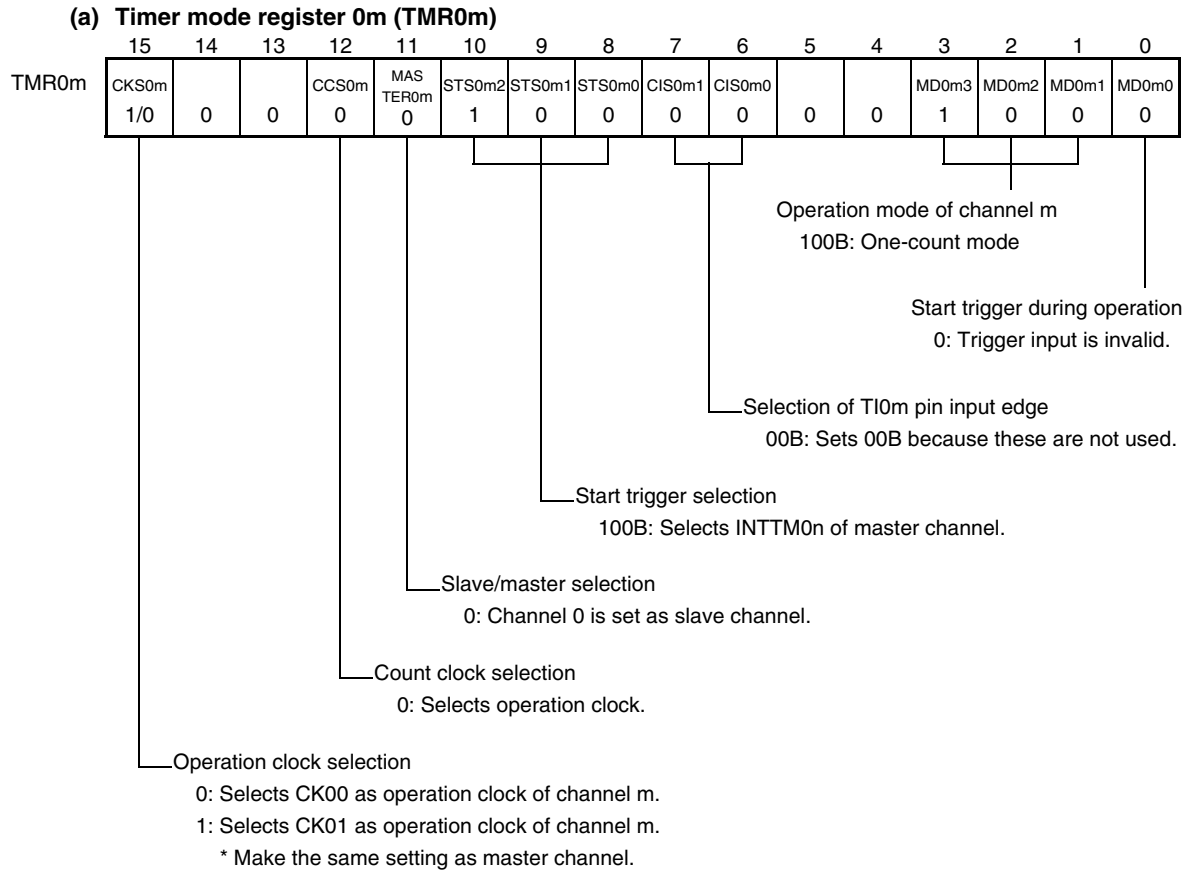 (a) Timer mode register 0m (TMR0m)
15 14 13 12 11 10 9 8 7 6 5 4 3 2 1 0
TMR0m CKS0m CCS0m MAS TER0m STS0m2 STS0m1 STS0m0 CIS0m1 CIS0m0 MD0m3 MD0m2 MD0m1 MD0m0
1/0 0 0 0 0 1 0 0 0 0 0 0 1 0 0 0
Operation mode of channel m
100B: One-count mode
Start trigger during operation
0: Trigger input is invalid.
Selection of TI0m pin input edge
00B: Sets 00B because these are not used.
Start trigger selection
100B: Selects INTTM0n of master channel.
Slave/master selection
0: Channel 0 is set as slave channel.
Count clock selection
0: Selects operation clock.
Operation clock selection
0: Selects CK00 as operation clock of channel m.
1: Selects CK01 as operation clock of channel m.
* Make the same setting as master channel.